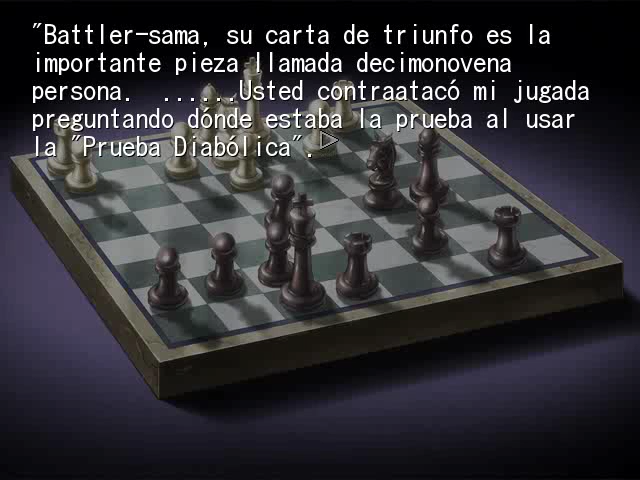 "Battler-sama, su carta de triunfo es la
importante pieza llamada decimonovena
persona.  ......Usted contraatacó mi jugada
preguntando dónde estaba la prueba al usar
la "Prueba Diabólica".